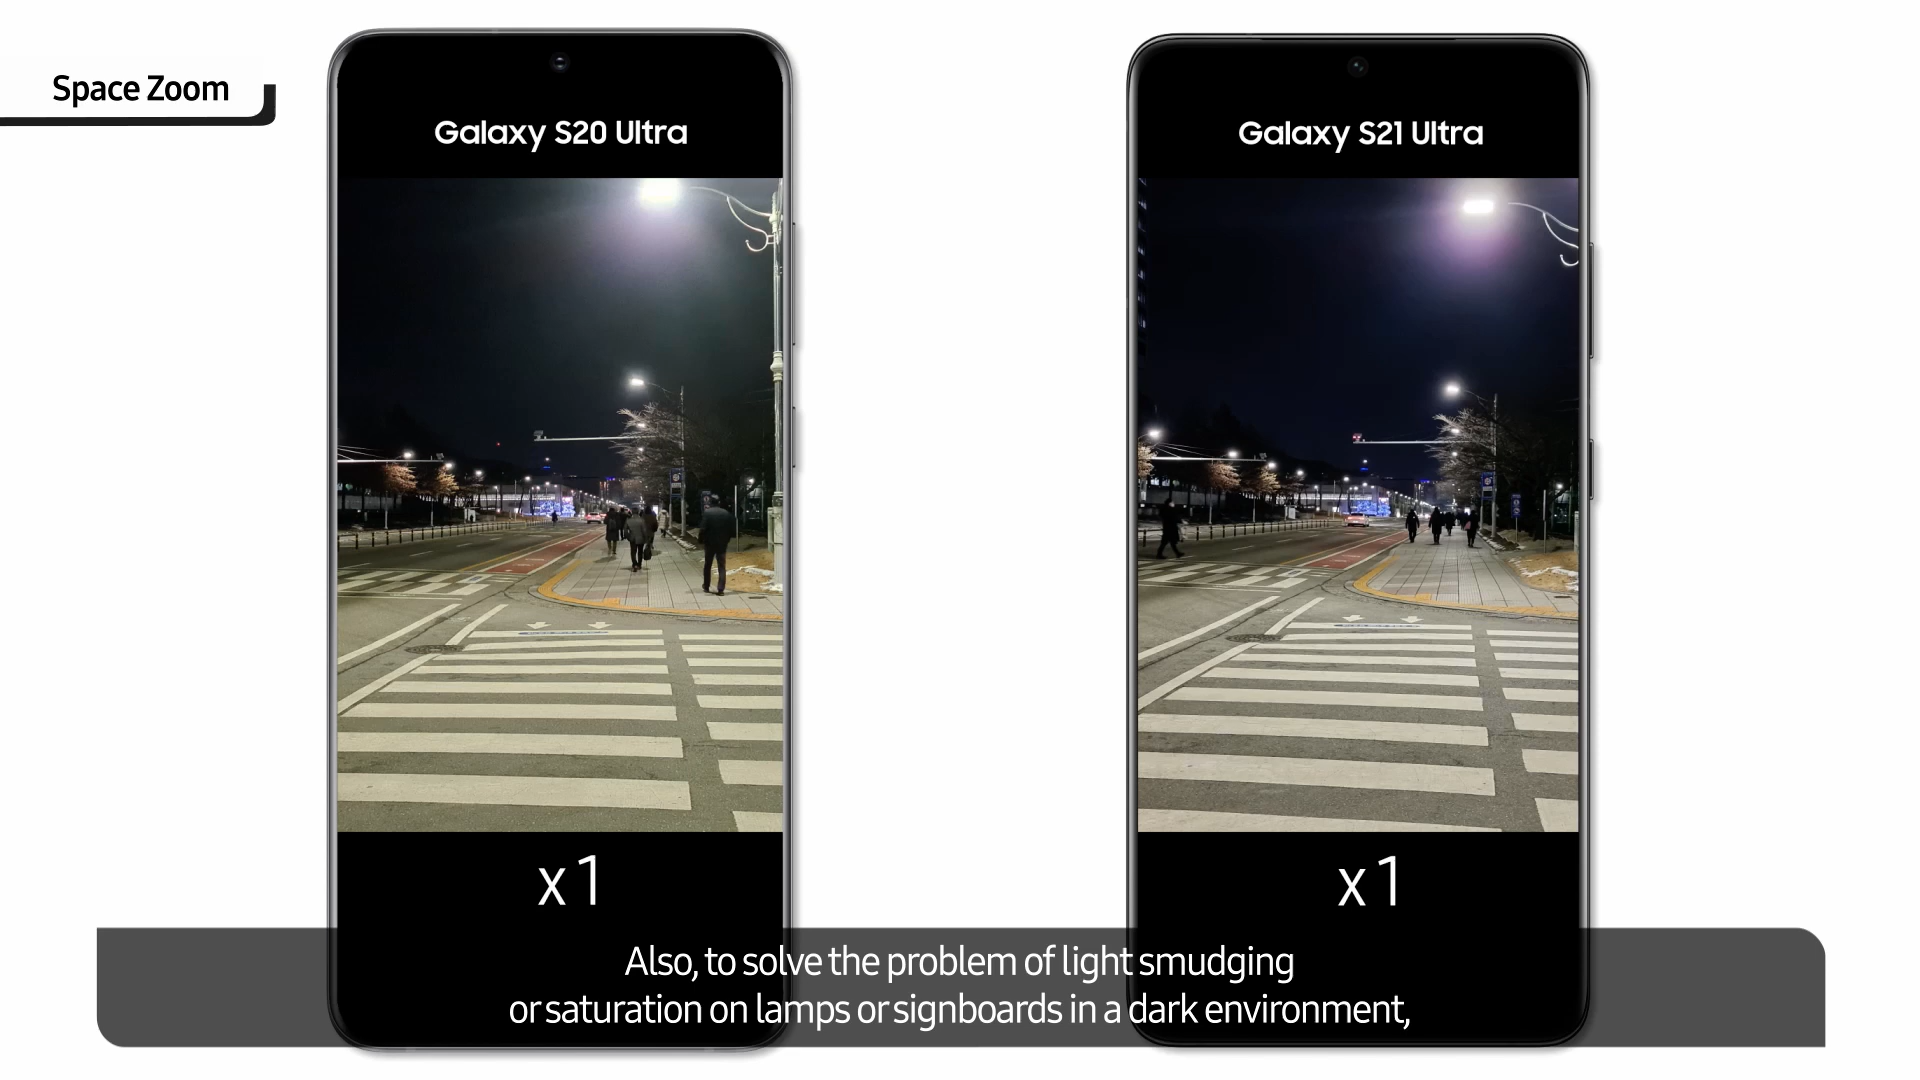 Space Zoom
Galaxy S20 Ultra
Galaxy S21 Ultra
x1
x1
Also, to solve the problem of light smudging
or saturation on lamps or signboards in a dark environment,